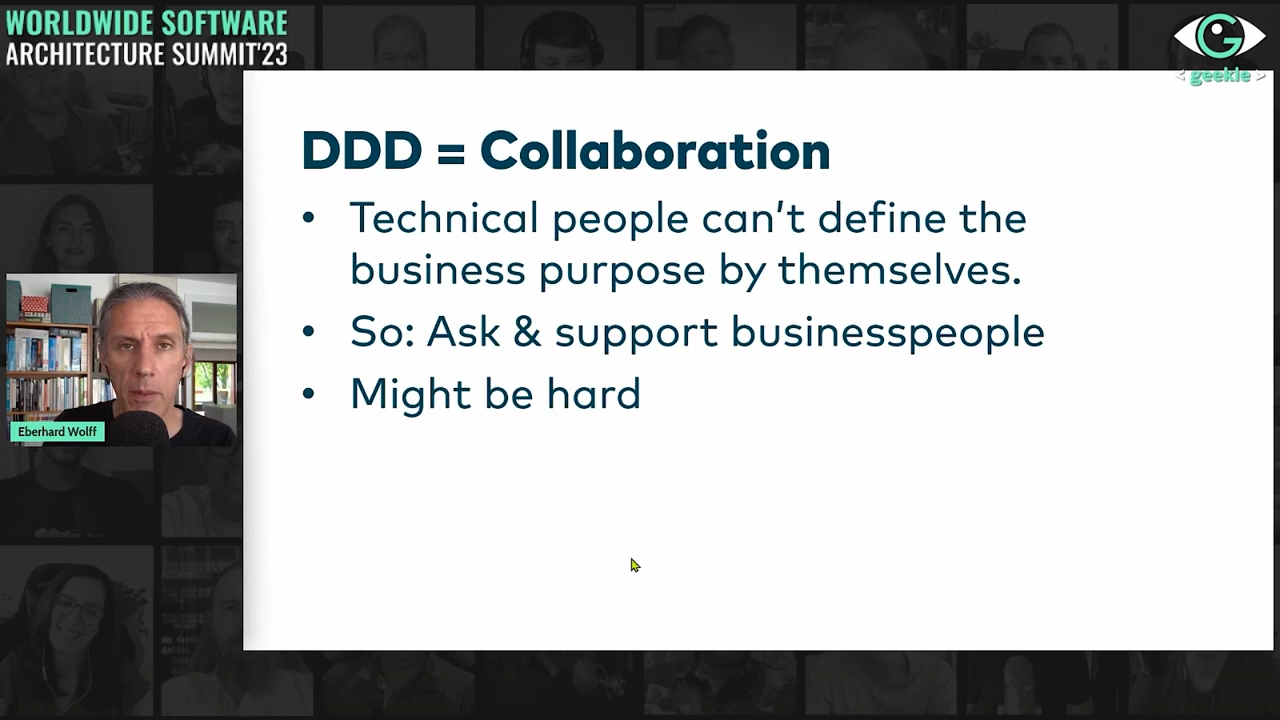 WORLDWIDE SOFTWARE
ARCHITECTURE SUMMIT'23
G
< geekle >
DDD = Collaboration
• Technical people can't define the
business purpose by themselves.
• So: Ask & support businesspeople
• Might be hard
Eberhard Wolff